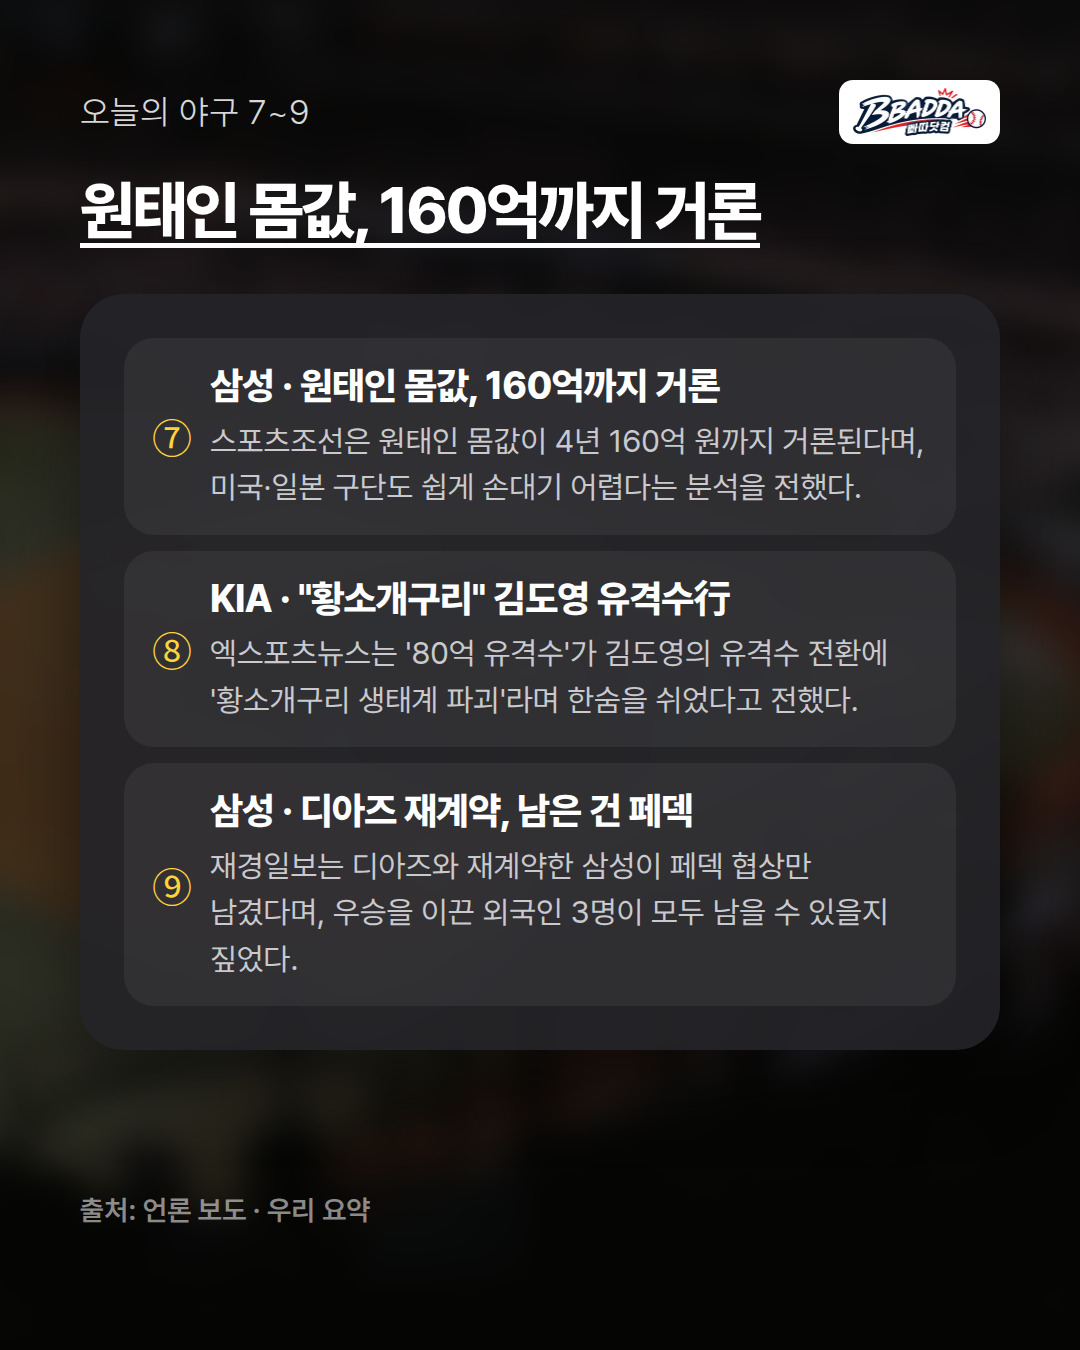 오늘의 야구 7~9
BBADDA
빠따닷컴
원태인 몸값, 160억까지 거론
삼성 · 원태인 몸값, 160억까지 거론
⑦ 스포츠조선은 원태인 몸값이 4년 160억 원까지 거론된다며,
미국·일본 구단도 쉽게 손대기 어렵다는 분석을 전했다.
KIA · "황소개구리" 김도영 유격수行
⑧ 엑스포츠뉴스는 '80억 유격수'가 김도영의 유격수 전환에
'황소개구리 생태계 파괴'라며 한숨을 쉬었다고 전했다.
삼성 · 디아즈 재계약, 남은 건 페덱
재경일보는 디아즈와 재계약한 삼성이 페덱 협상만
⑨ 남겼다며, 우승을 이끈 외국인 3명이 모두 남을 수 있을지
짚었다.
출처: 언론 보도 · 우리 요약